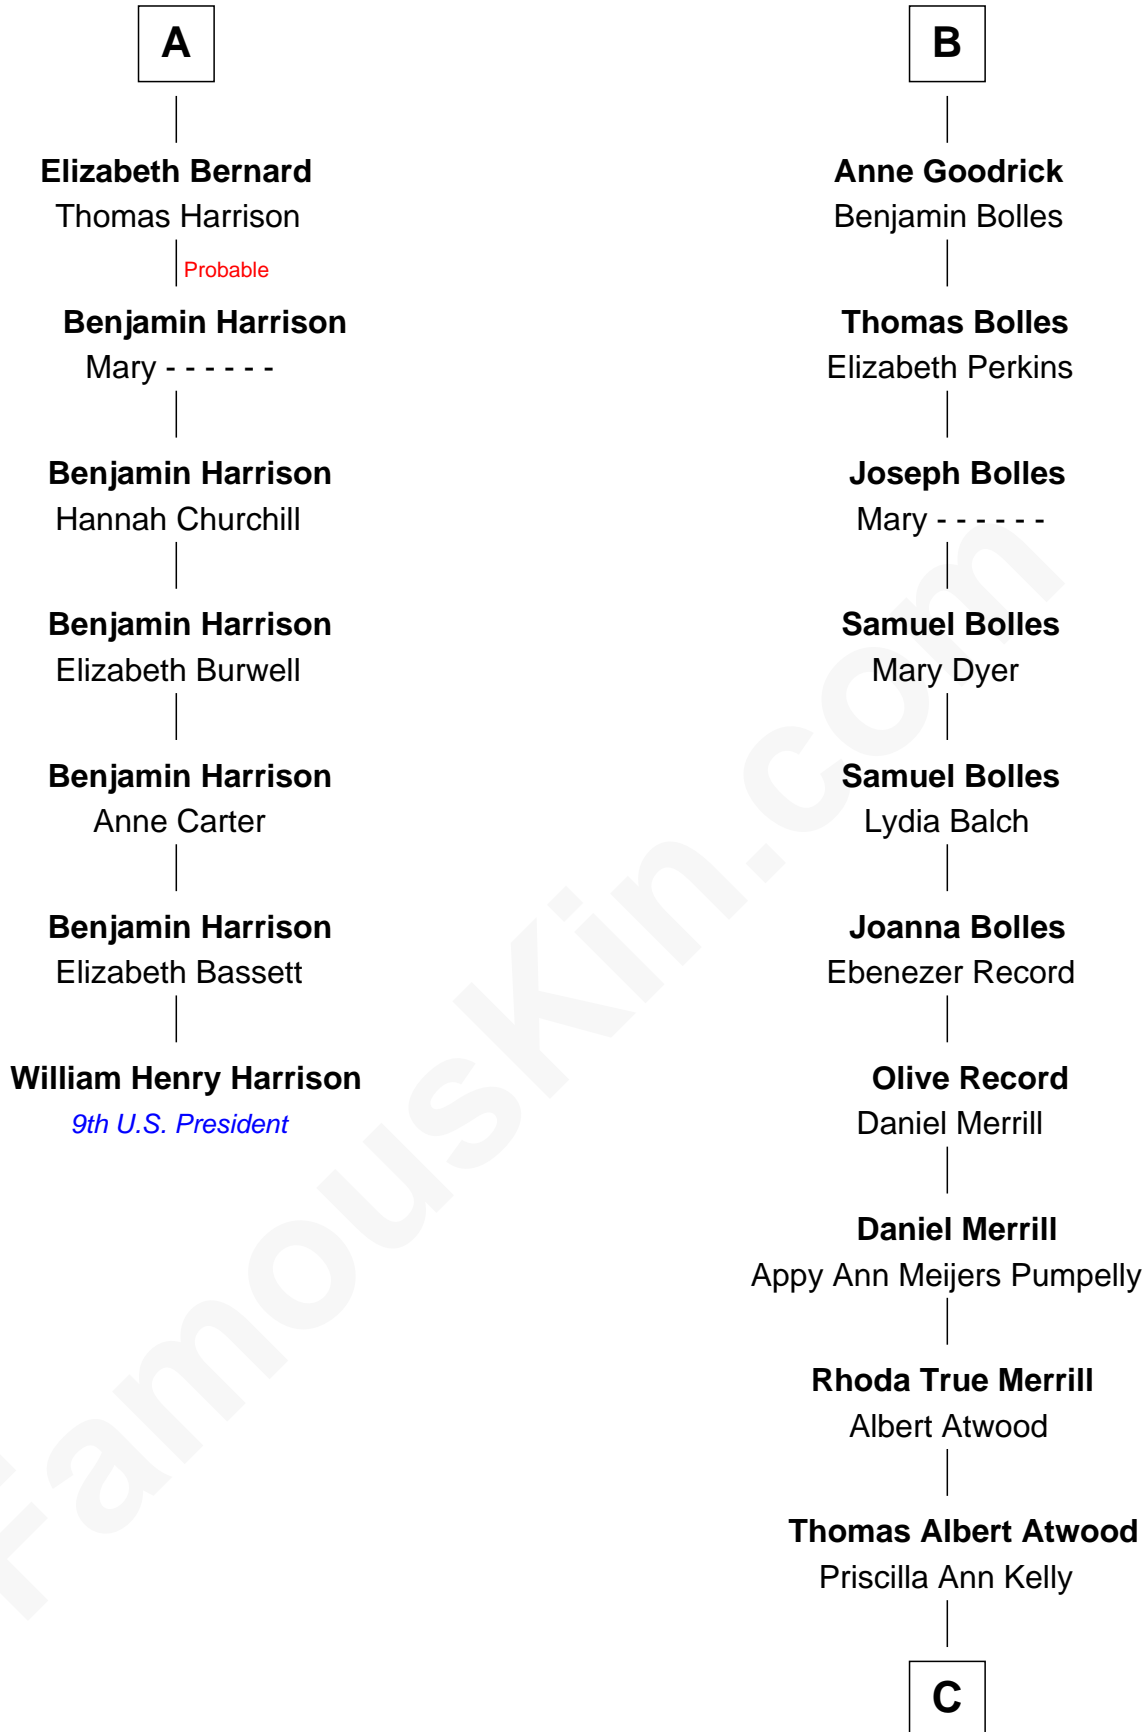 A
Elizabeth Bernard
Thomas Harrison
Probable
Benjamin Harrison
Mary - - - - - -
Benjamin Harrison
Hannah Churchill
Benjamin Harrison
Elizabeth Burwell
Benjamin Harrison
Anne Carter
Benjamin Harrison
Elizabeth Bassett
William Henry Harrison
9th U.S. President
B
Anne Goodrick
Benjamin Bolles
Thomas Bolles
Elizabeth Perkins
Joseph Bolles
Mary - - - - - -
Samuel Bolles
Mary Dyer
Samuel Bolles
Lydia Balch
Joanna Bolles
Ebenezer Record
Olive Record
Daniel Merrill
Daniel Merrill
Appy Ann Meijers Pumpelly
Rhoda True Merrill
Albert Atwood
Thomas Albert Atwood
Priscilla Ann Kelly
C
FamousKin.com